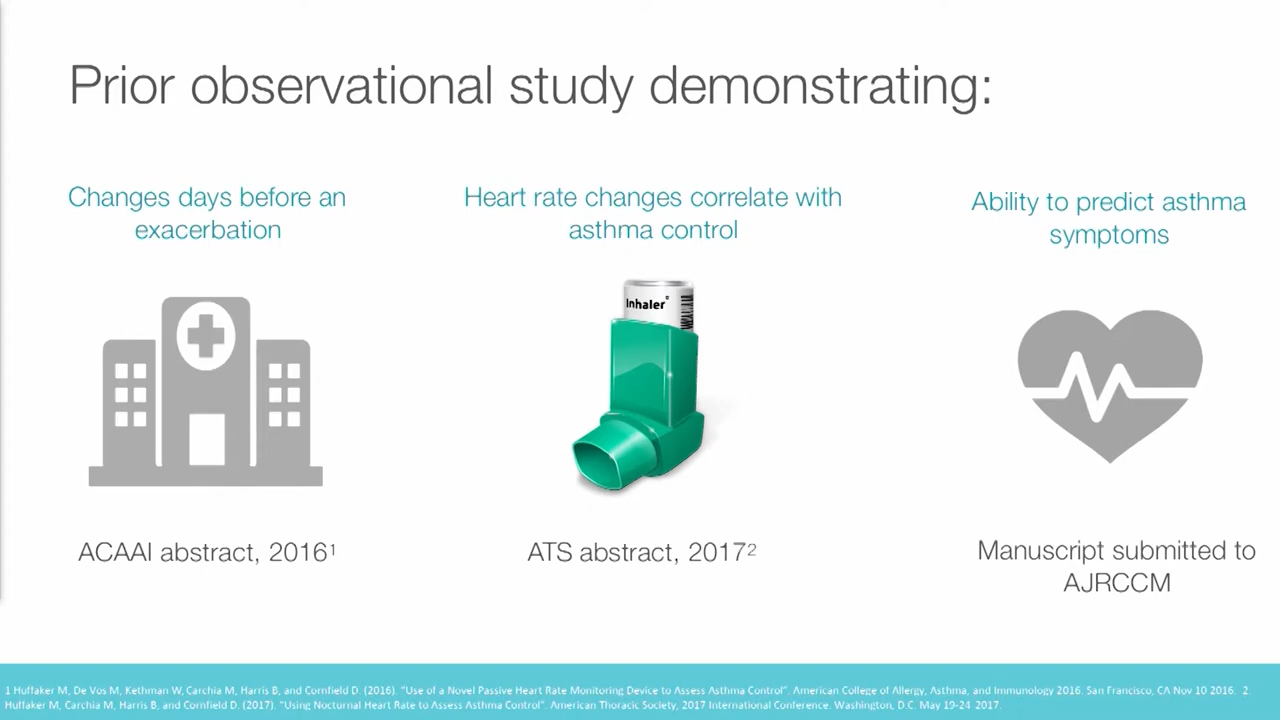 Prior observational study demonstrating:
Changes days before an
exacerbation
Heart rate changes correlate with
asthma control
Ability to predict asthma
symptoms
Inhaler
ACAAI abstract, 2016¹
ATS abstract, 2017²
Manuscript submitted to
AJRCCM
1 Huffaker M, De Vos M, Kethman W, Carchia M, Harris B, and Cornfield D. (2016). “Use of a Novel Passive Heart Rate Monitoring Device to Assess Asthma Control”. American College of Allergy, Asthma, and Immunology 2016. San Francisco, CA Nov 10 2016. 2.
Huffaker M, Carchia M, Harris B, and Cornfield D. (2017). “Using Nocturnal Heart Rate to Assess Asthma Control”. American Thoracic Society, 2017 International Conference. Washington, D.C. May 19-24 2017.